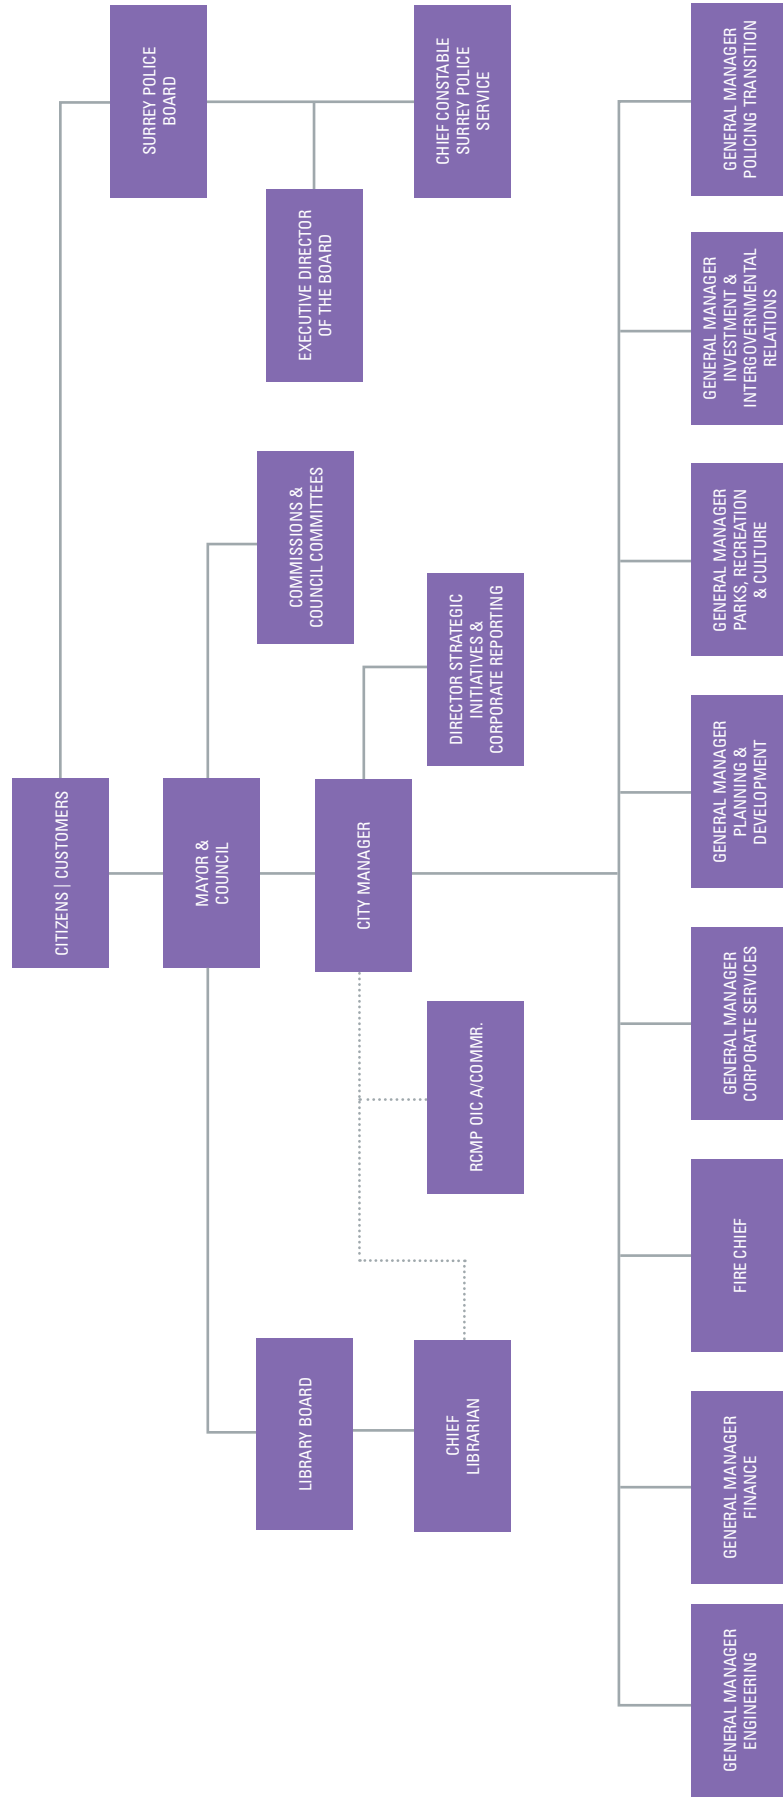 CITIZENS | CUSTOMERS
SURREY POLICE
BOARD
MAYOR &
COUNCIL
LIBRARY BOARD
COMMISSIONS &
COUNCIL COMMITTEES
EXECUTIVE DIRECTOR
OF THE BOARD
CITY MANAGER
CHIEF
LIBRARIAN
RCMP OIC A/COMMR.
DIRECTOR STRATEGIC
INITIATIVES &
CORPORATE REPORTING
CHIEF CONSTABLE
SURREY POLICE
SERVICE
GENERAL MANAGER
ENGINEERING
GENERAL MANAGER
FINANCE
FIRE CHIEF
GENERAL MANAGER
CORPORATE SERVICES
GENERAL MANAGER
PLANNING &
DEVELOPMENT
GENERAL MANAGER
PARKS, RECREATION
& CULTURE
GENERAL MANAGER
INVESTMENT &
INTERGOVERNMENTAL
RELATIONS
GENERAL MANAGER
POLICING TRANSITION